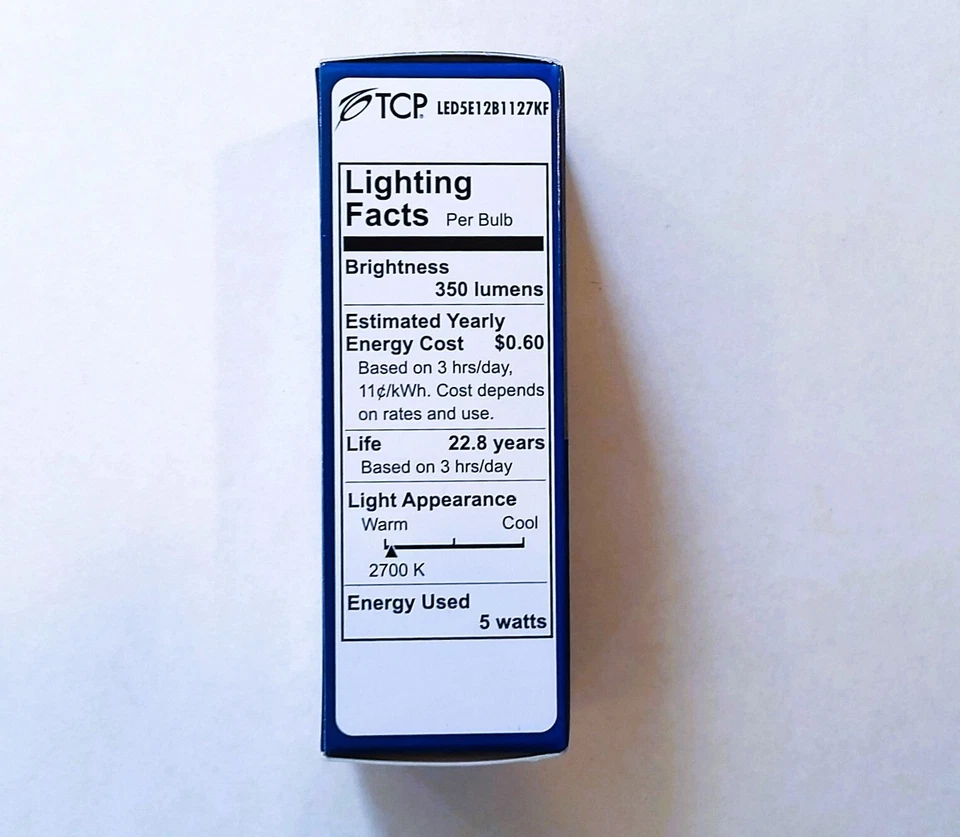 TCP® LED5E12B1127KF
Lighting
Facts Per Bulb
Brightness
350 lumens
Estimated Yearly
Energy Cost $0.60
Based on 3 hrs/day,
11¢/kWh. Cost depends
on rates and use.
Life 22.8 years
Based on 3 hrs/day
Light Appearance
Warm Cool
2700 K
Energy Used
5 watts